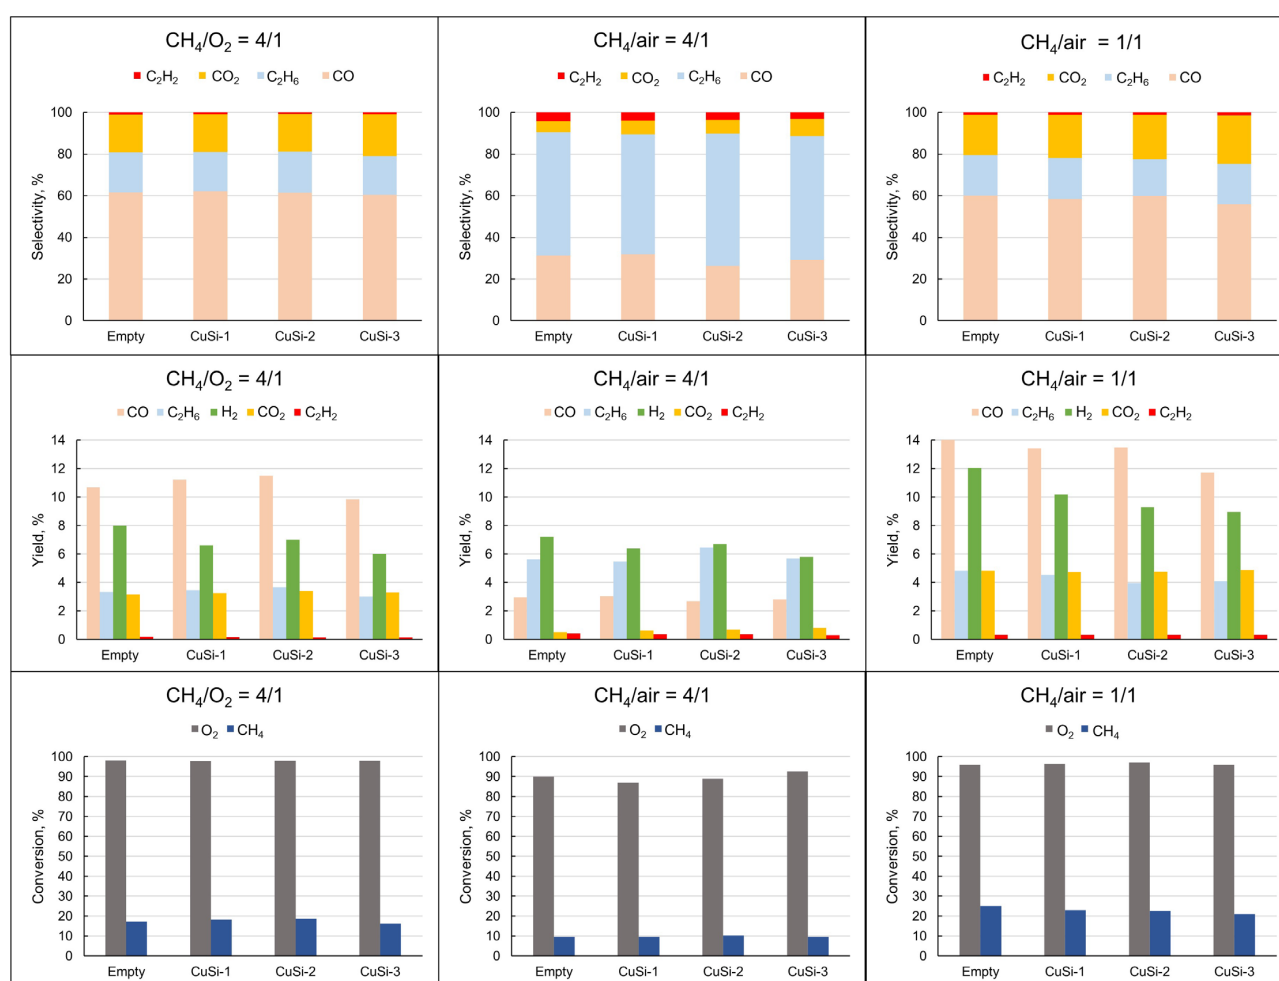 CH₄/O₂ = 4/1
C₂H₂ CO₂ C₂H₆ CO
Selectivity, %
100
80
60
40
20
0
Empty CuSi-1 CuSi-2 CuSi-3
CH₄/air = 4/1
C₂H₂ CO₂ C₂H₆ CO
Selectivity, %
100
80
60
40
20
0
Empty CuSi-1 CuSi-2 CuSi-3
CH₄/air = 1/1
C₂H₂ CO₂ C₂H₆ CO
Selectivity, %
100
80
60
40
20
0
Empty CuSi-1 CuSi-2 CuSi-3
CH₄/O₂ = 4/1
CO C₂H₆ H₂ CO₂ C₂H₂
Yield, %
14
12
10
8
6
4
2
0
Empty CuSi-1 CuSi-2 CuSi-3
CH₄/air = 4/1
CO C₂H₆ H₂ CO₂ C₂H₂
Yield, %
14
12
10
8
6
4
2
0
Empty CuSi-1 CuSi-2 CuSi-3
CH₄/air = 1/1
CO C₂H₆ H₂ CO₂ C₂H₂
Yield, %
14
12
10
8
6
4
2
0
Empty CuSi-1 CuSi-2 CuSi-3
CH₄/O₂ = 4/1
O₂ CH₄
Conversion, %
100
90
80
70
60
50
40
30
20
10
0
Empty CuSi-1 CuSi-2 CuSi-3
CH₄/air = 4/1
O₂ CH₄
Conversion, %
100
90
80
70
60
50
40
30
20
10
0
Empty CuSi-1 CuSi-2 CuSi-3
CH₄/air = 1/1
O₂ CH₄
Conversion, %
100
90
80
70
60
50
40
30
20
10
0
Empty CuSi-1 CuSi-2 CuSi-3